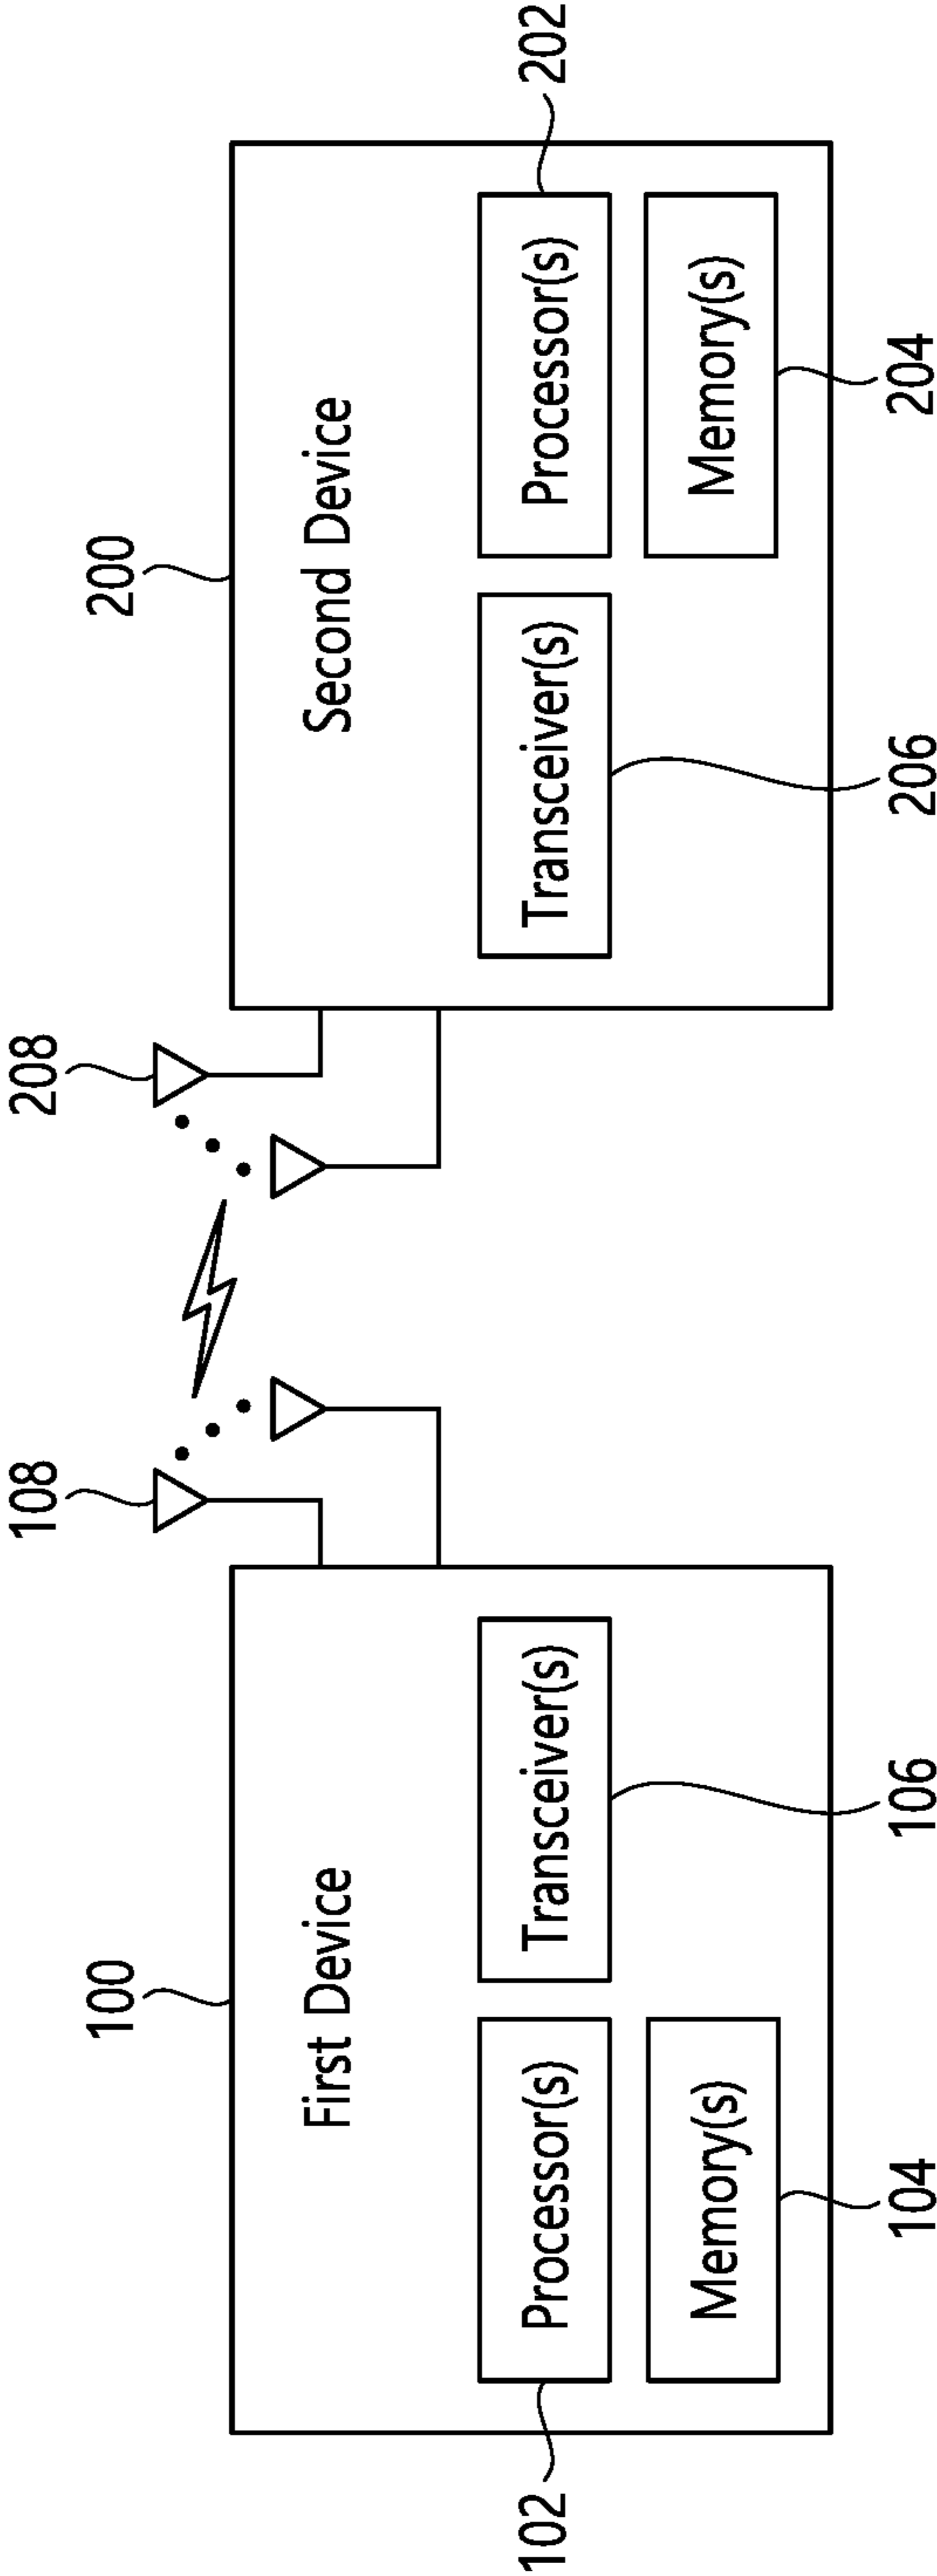 108
208
100
200
First Device
Second Device
102
Processor(s)
Transceiver(s)
Transceiver(s)
Processor(s)
202
Memory(s)
Memory(s)
104
106
206
204